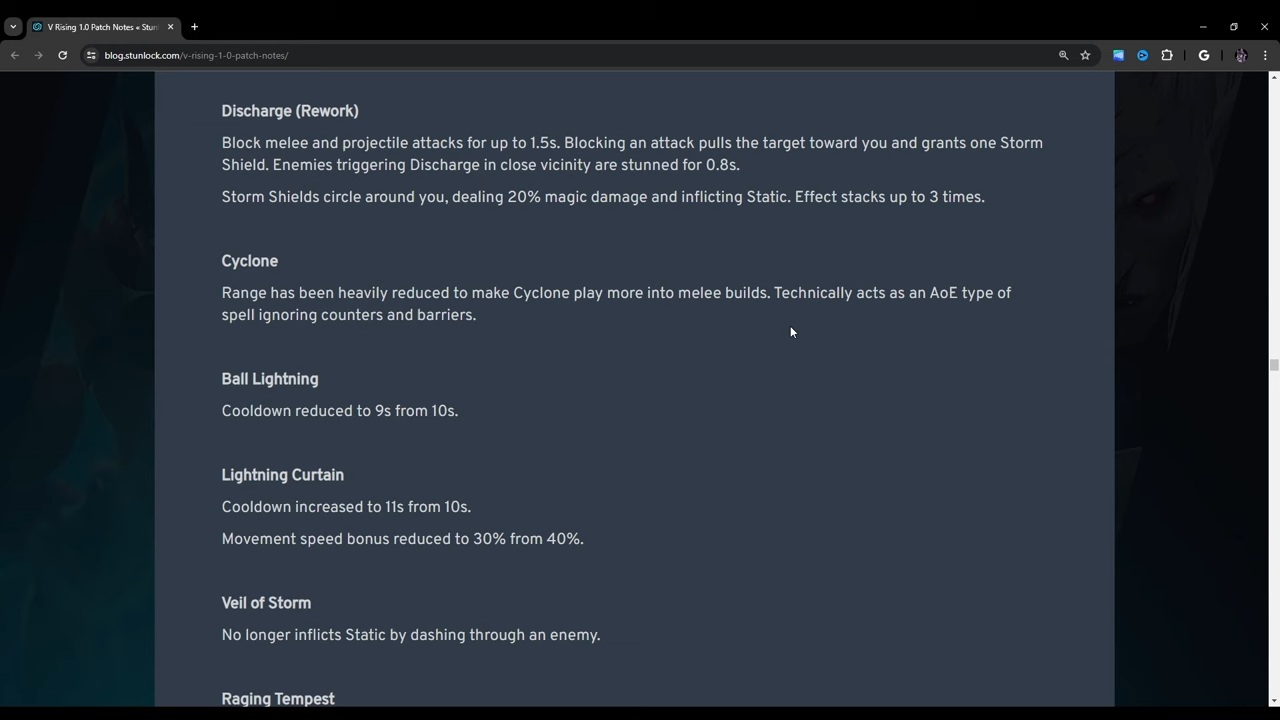 V Rising 1.0 Patch Notes « Stun
blog.stunlock.com/v-rising-1-0-patch-notes/
Discharge (Rework)
Block melee and projectile attacks for up to 1.5s. Blocking an attack pulls the target toward you and grants one Storm
Shield. Enemies triggering Discharge in close vicinity are stunned for 0.8s.
Storm Shields circle around you, dealing 20% magic damage and inflicting Static. Effect stacks up to 3 times.
Cyclone
Range has been heavily reduced to make Cyclone play more into melee builds. Technically acts as an AoE type of
spell ignoring counters and barriers.
Ball Lightning
Cooldown reduced to 9s from 10s.
Lightning Curtain
Cooldown increased to 11s from 10s.
Movement speed bonus reduced to 30% from 40%.
Veil of Storm
No longer inflicts Static by dashing through an enemy.
Raging Tempest